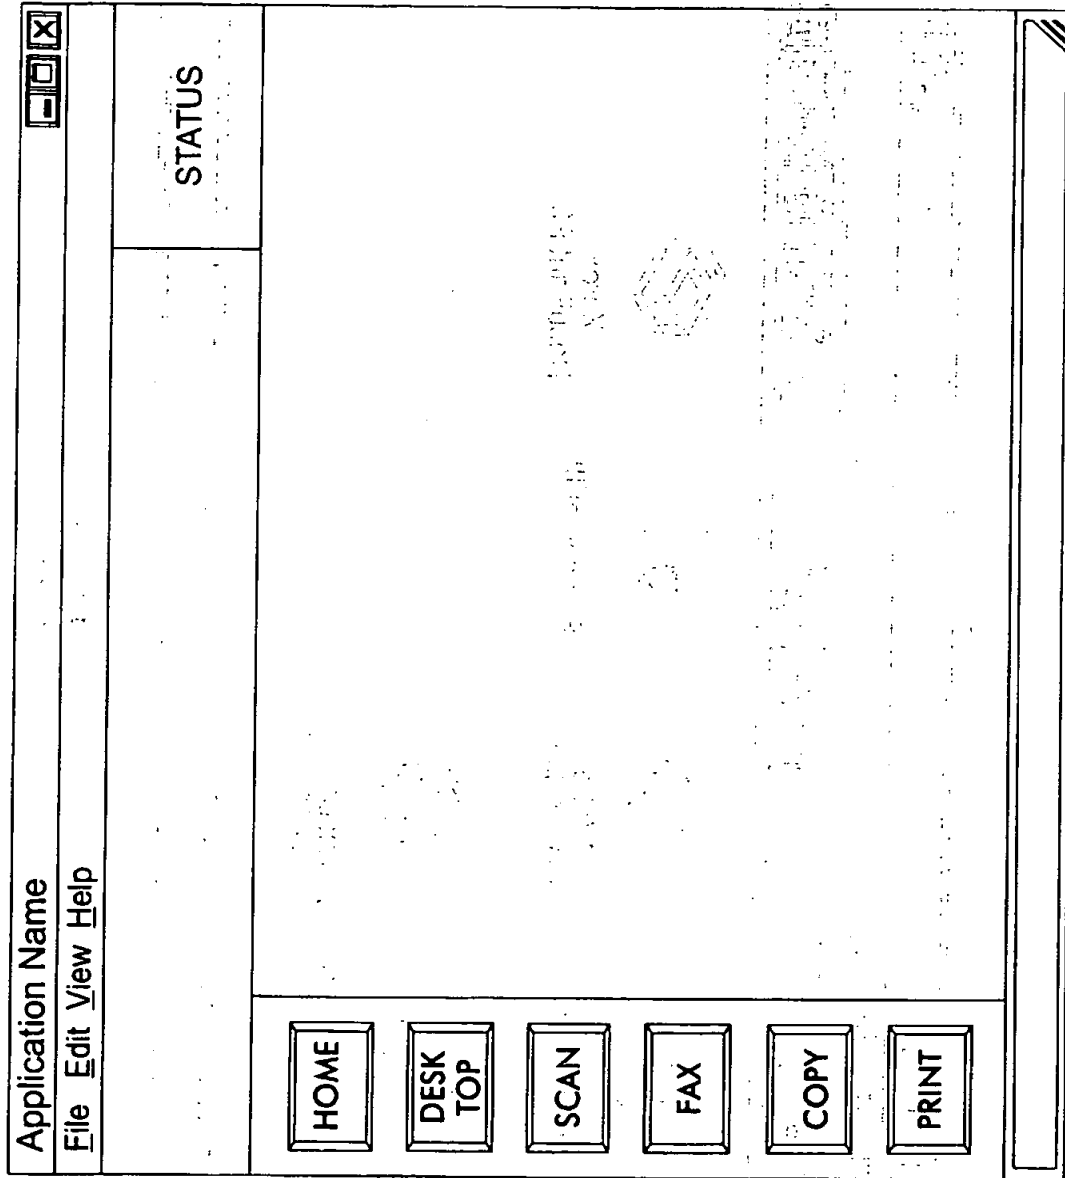 Application Name
File Edit View Help
STATUS
HOME
DESK
TOP
SCAN
FAX
COPY
PRINT